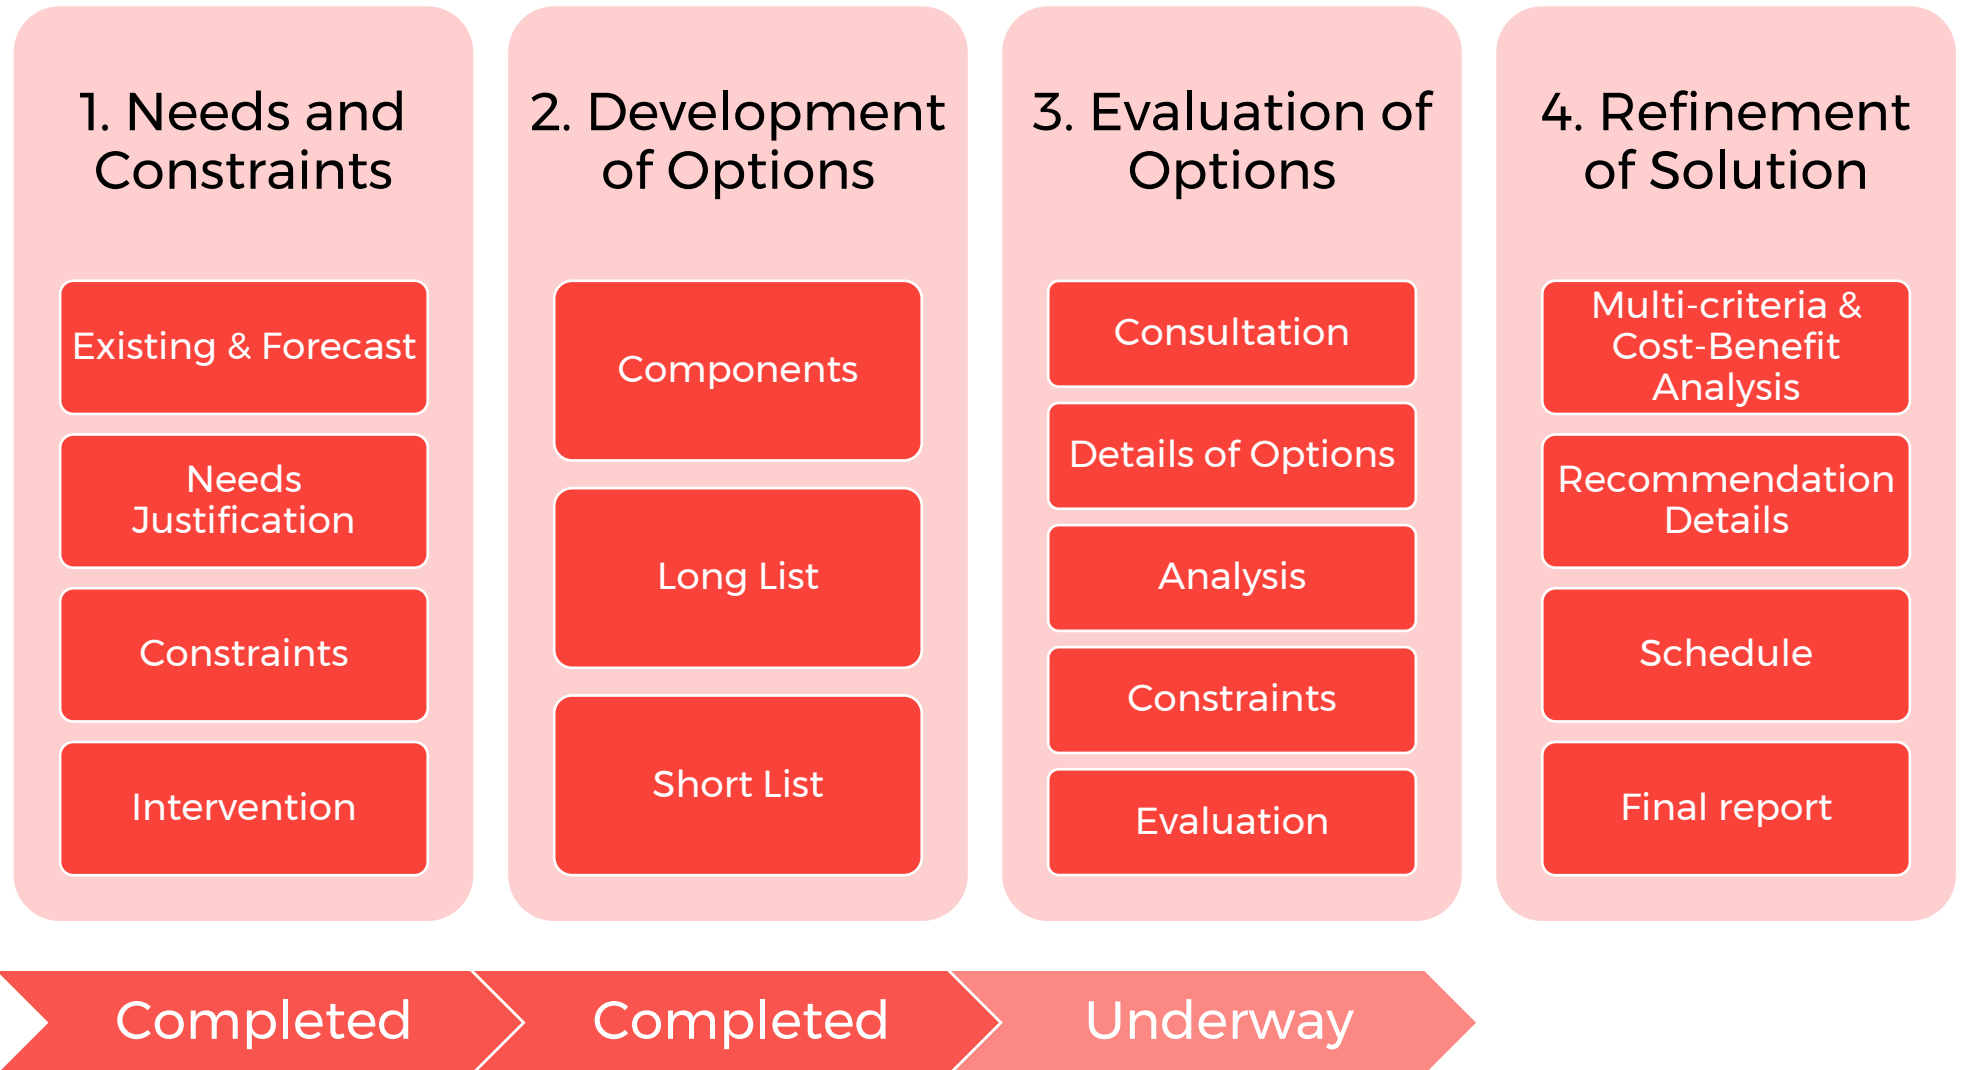 1. Needs and
Constraints
Existing & Forecast
Needs
Justification
Constraints
Intervention
2. Development
of Options
Components
Long List
Short List
3. Evaluation of
Options
Consultation
Details of Options
Analysis
Constraints
Evaluation
4. Refinement
of Solution
Multi-criteria &
Cost-Benefit
Analysis
Recommendation
Details
Schedule
Final report
Completed
Completed
Underway